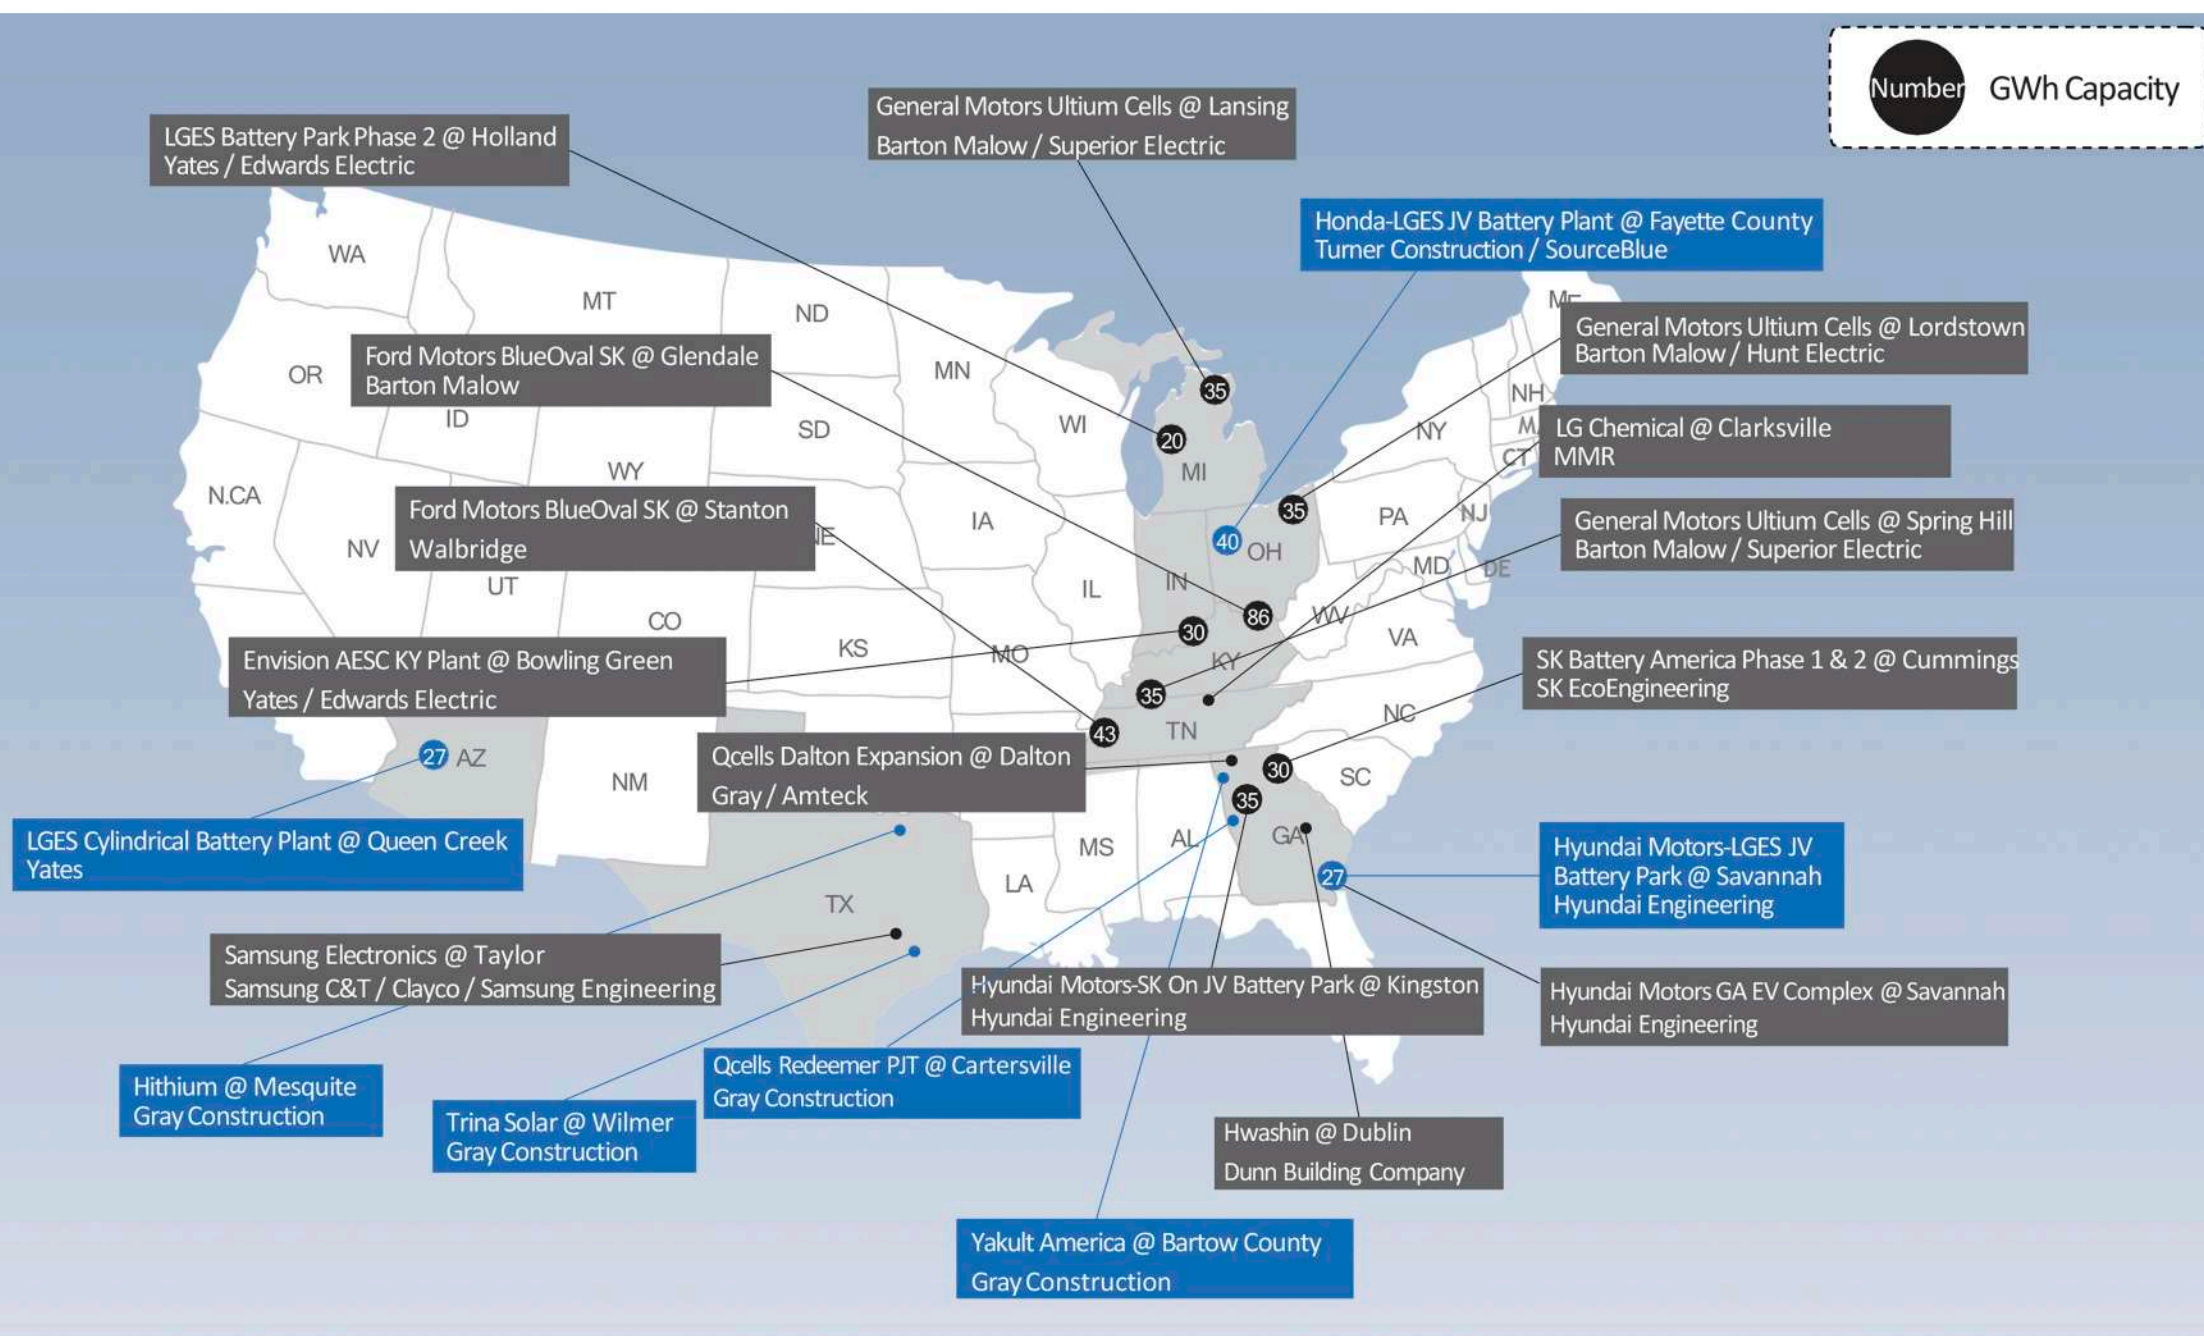 Number GWh Capacity
General Motors Ultium Cells @ Lansing
Barton Malow / Superior Electric
LGES Battery Park Phase 2 @ Holland
Yates / Edwards Electric
Honda-LGES JV Battery Plant @ Fayette County
Turner Construction / SourceBlue
WA
MT
ND
General Motors Ultium Cells @ Lordstown
Barton Malow / Hunt Electric
Ford Motors BlueOval SK @ Glendale
Barton Malow
OR
MN
35
NH
ID
SD
WI
20
NY
LG Chemical @ Clarksville
MMR
CT
MI
WY
N.CA
Ford Motors BlueOval SK @ Stanton
Walbridge
NV
NE
IA
35
PA
NJ
General Motors Ultium Cells @ Spring Hill
Barton Malow / Superior Electric
40
OH
MD
DE
UT
IL
IN
CO
86
WV
30
VA
KS
MO
KY
Envision AESC KY Plant @ Bowling Green
Yates / Edwards Electric
SK Battery America Phase 1 & 2 @ Cummings
SK EcoEngineering
35
NC
TN
43
27
AZ
NM
Qcells Dalton Expansion @ Dalton
Gray / Amteck
30
SC
35
LGES Cylindrical Battery Plant @ Queen Creek
Yates
MS
AL
GA
LA
TX
27
Hyundai Motors-LGES JV
Battery Park @ Savannah
Hyundai Engineering
Samsung Electronics @ Taylor
Samsung C&T / Clayco / Samsung Engineering
Hyundai Motors-SK On JV Battery Park @ Kingston
Hyundai Engineering
Hyundai Motors GA EV Complex @ Savannah
Hyundai Engineering
Hithium @ Mesquite
Gray Construction
Trina Solar @ Wilmer
Gray Construction
Qcells Redeemer PJT @ Cartersville
Gray Construction
Hwashin @ Dublin
Dunn Building Company
Yakult America @ Bartow County
Gray Construction